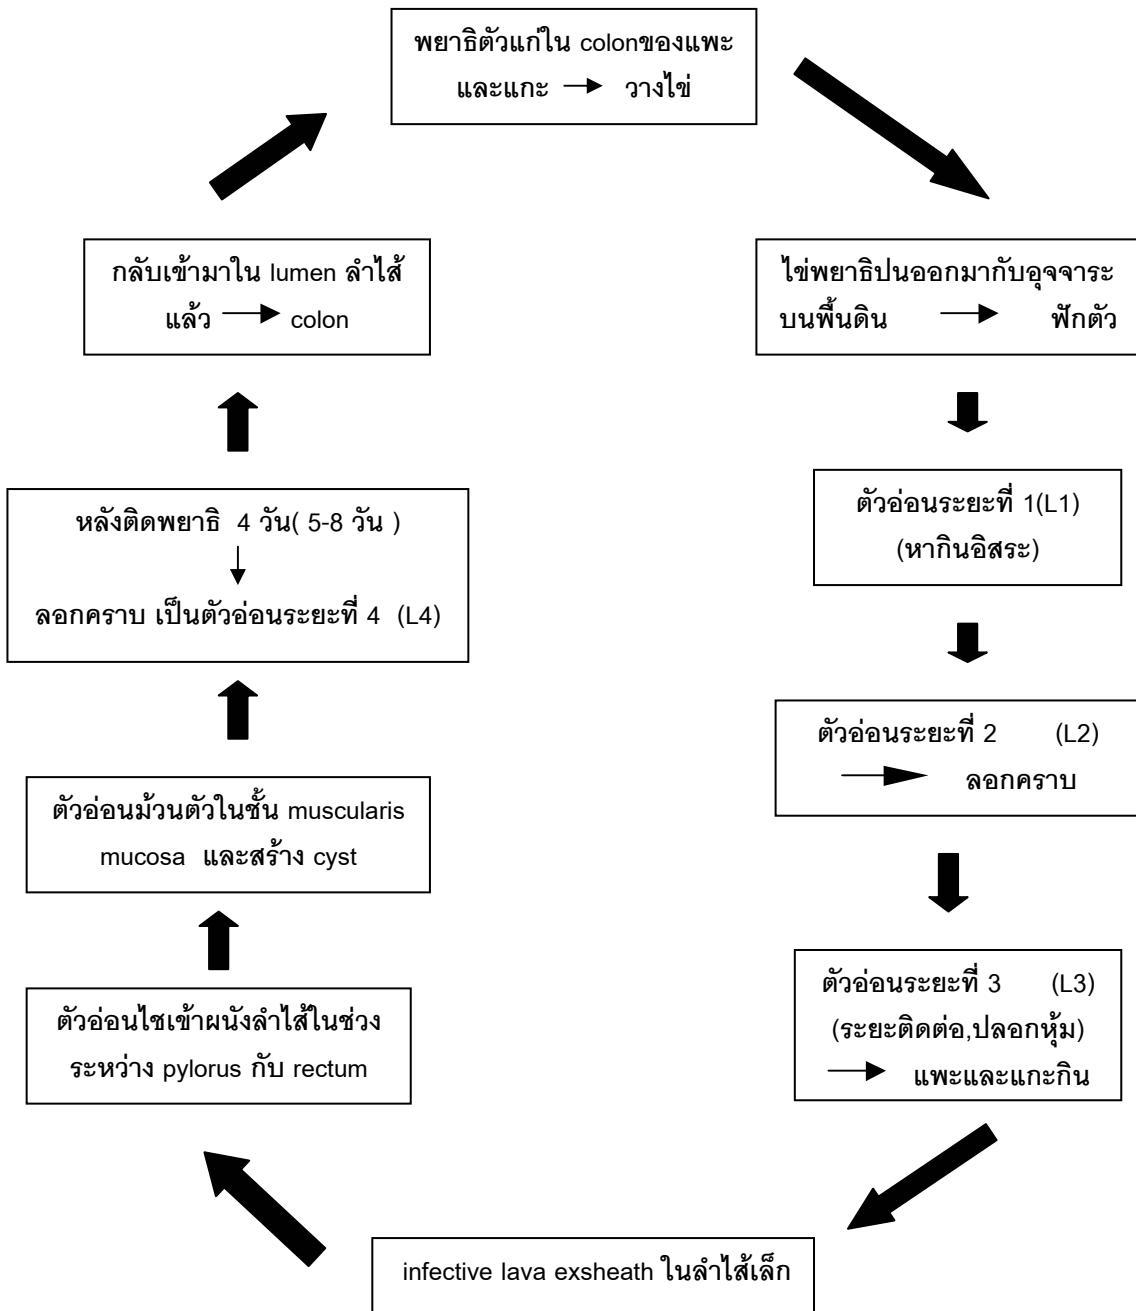 พยาธิตัวแก่ใน colonของแพะ
และแกะ → วางไข่
ไข่พยาธิปนออกมากับอุจจาระ
บนพื้นดิน → ฟักตัว
ตัวอ่อนระยะที่ 1(L1)
(หากินอิสระ)
ตัวอ่อนระยะที่ 2 (L2)
→ ลอกคราบ
ตัวอ่อนระยะที่ 3 (L3)
(ระยะติดต่อ,ปลอกหุ้ม)
→ แพะและแกะกิน
infective lava exsheath ในลำไส้เล็ก
ตัวอ่อนไชเข้าผนังลำไส้ในช่วง
ระหว่าง pylorus กับ rectum
ตัวอ่อนม้วนตัวในชั้น muscularis
mucosa และสร้าง cyst
หลังติดพยาธิ 4 วัน( 5-8 วัน )
↓
ลอกคราบ เป็นตัวอ่อนระยะที่ 4 (L4)
กลับเข้ามาใน lumen ลำไส้
แล้ว → colon